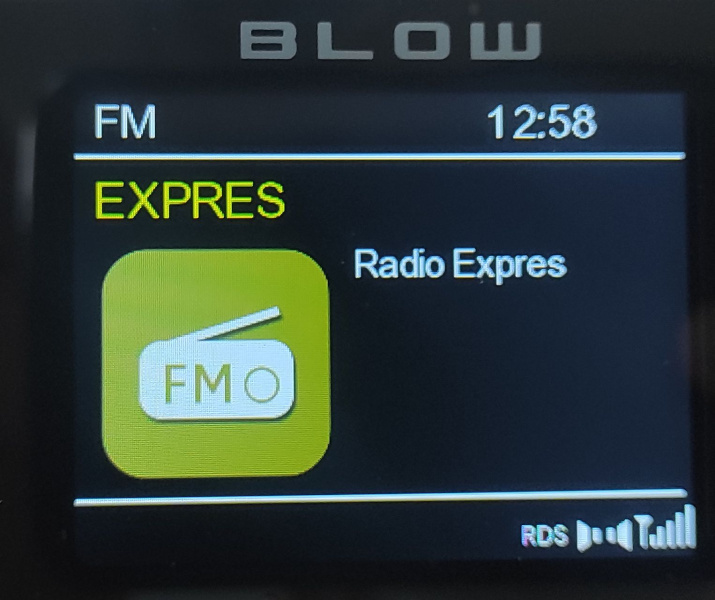 BLOW
FM 12:58
EXPRES
Radio Expres
FM
RDS